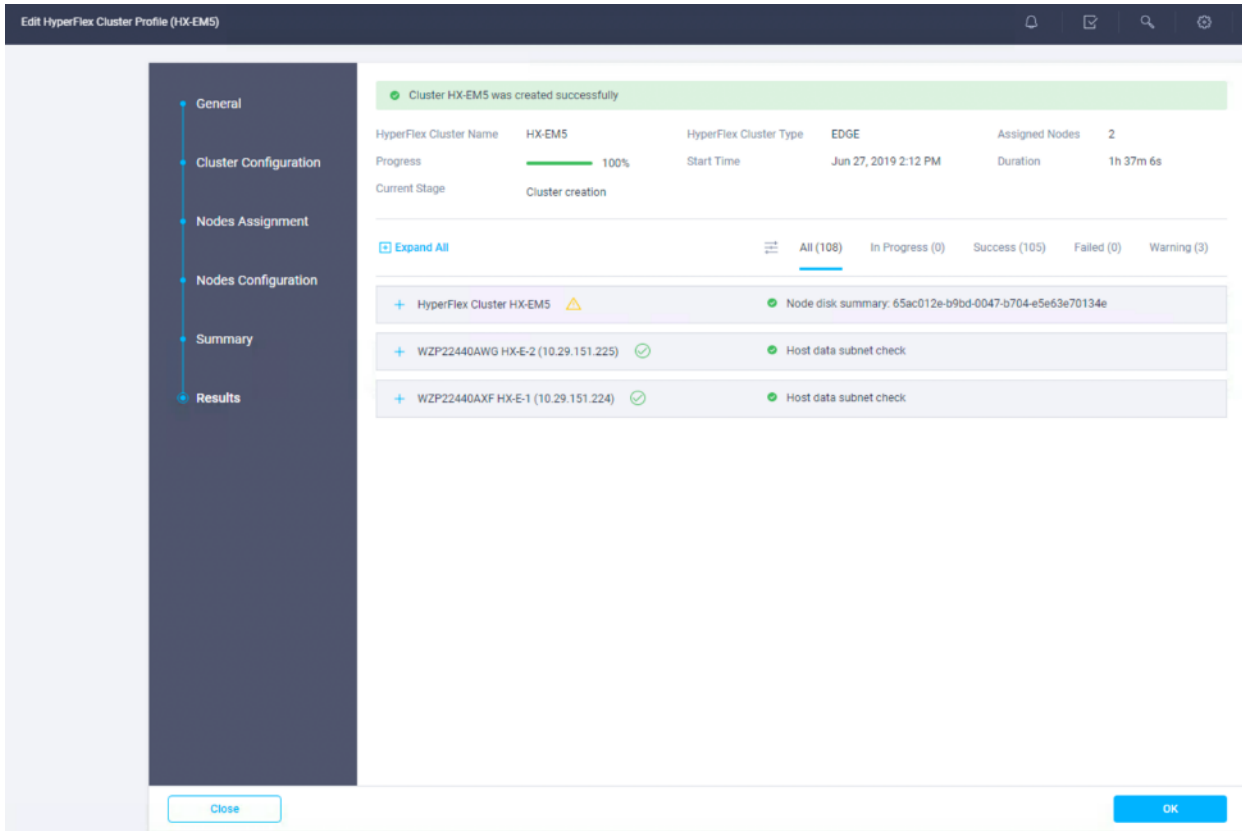 Edit HyperFlex Cluster Profile (HX-EM5)
General
Cluster Configuration
Nodes Assignment
Nodes Configuration
Summary
Results
Cluster HX-EM5 was created successfully
HyperFlex Cluster Name HX-EM5 HyperFlex Cluster Type EDGE Assigned Nodes 2
Progress 100% Start Time Jun 27, 2019 2:12 PM Duration 1h 37m 6s
Current Stage Cluster creation
Expand All All (108) In Progress (0) Success (105) Failed (0) Warning (3)
HyperFlex Cluster HX-EM5 Node disk summary: 65ac012e-b9bd-0047-b704-e5e63e70134e
WZP22440AWG HX-E-2 (10.29.151.225) Host data subnet check
WZP22440AXF HX-E-1 (10.29.151.224) Host data subnet check
Close OK